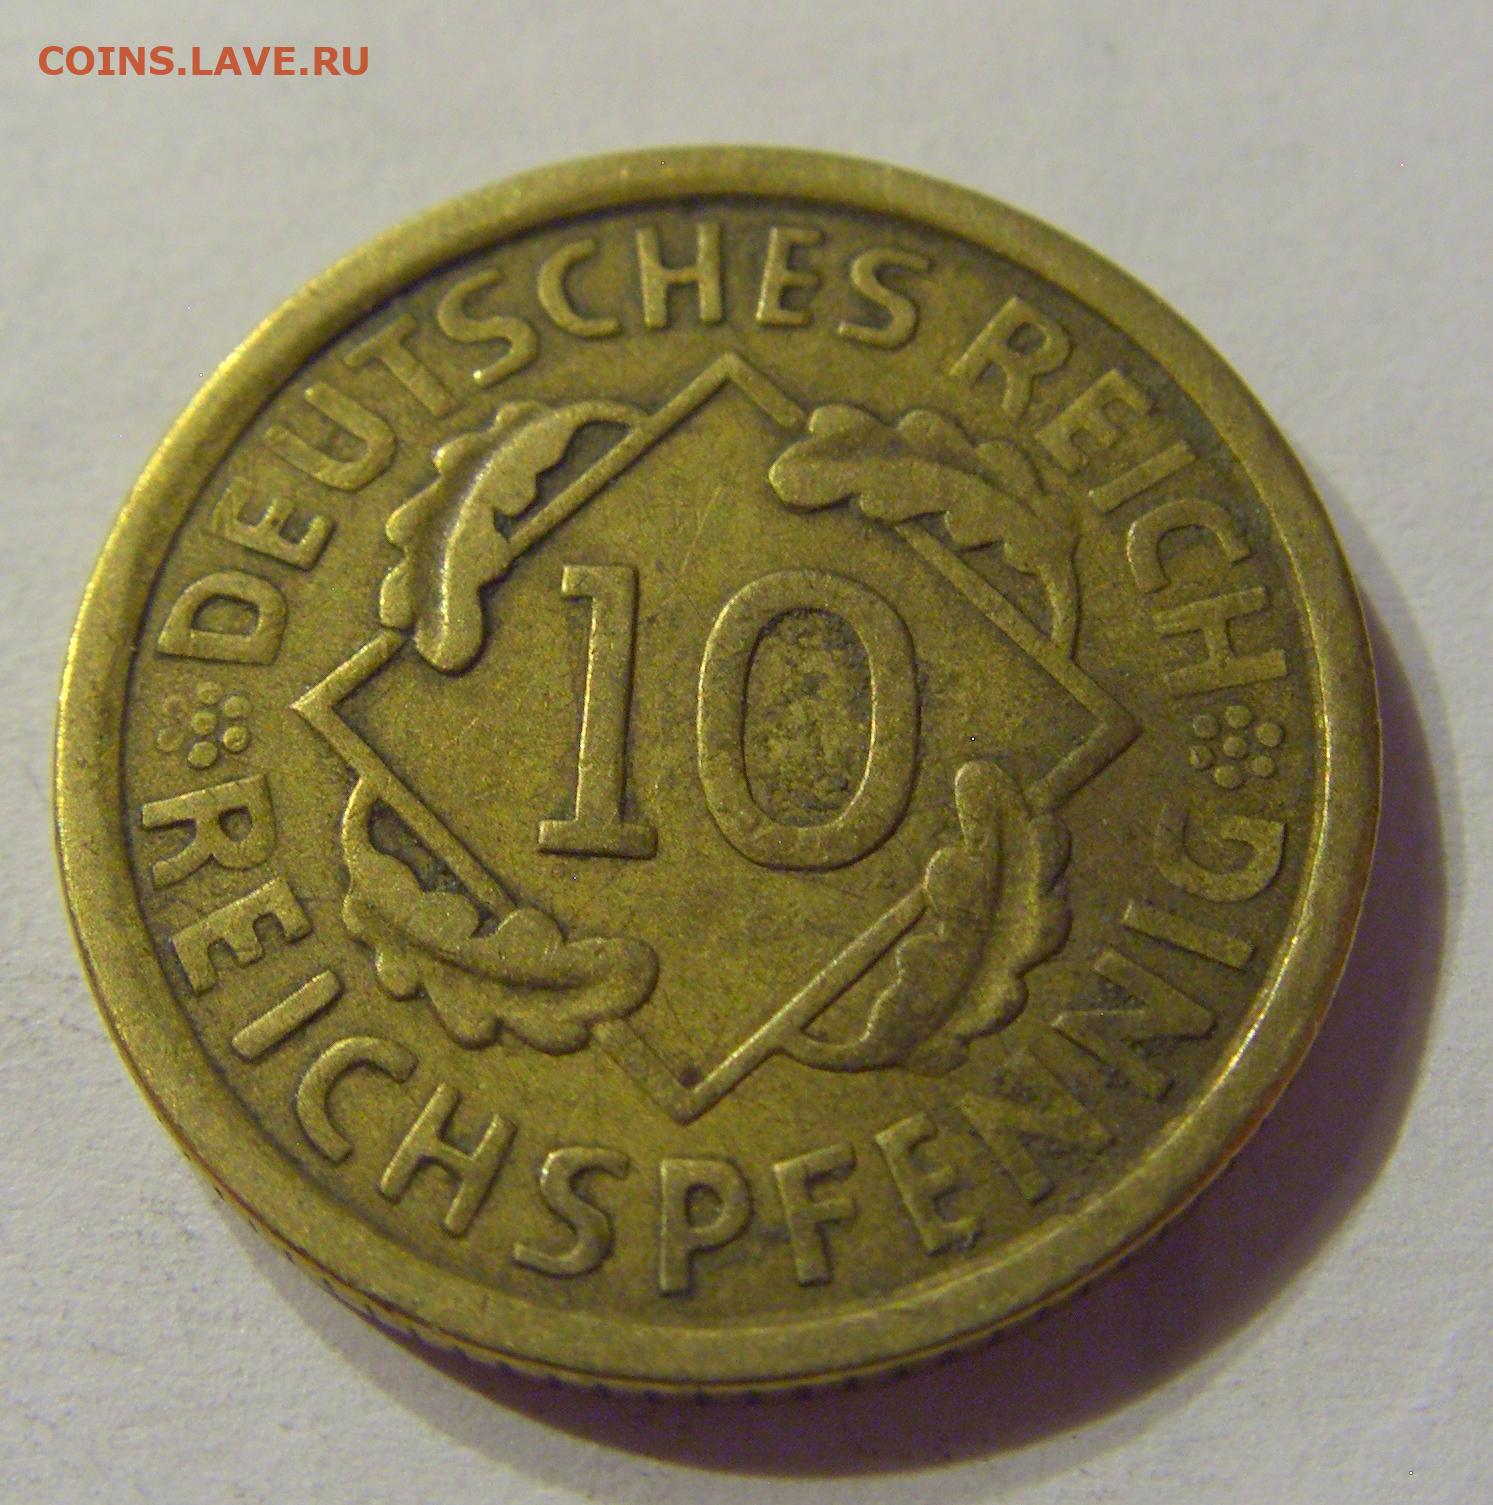 COINS.LAVE.RU
DEUTSCHES REICH
10
REICHSPFENNIG